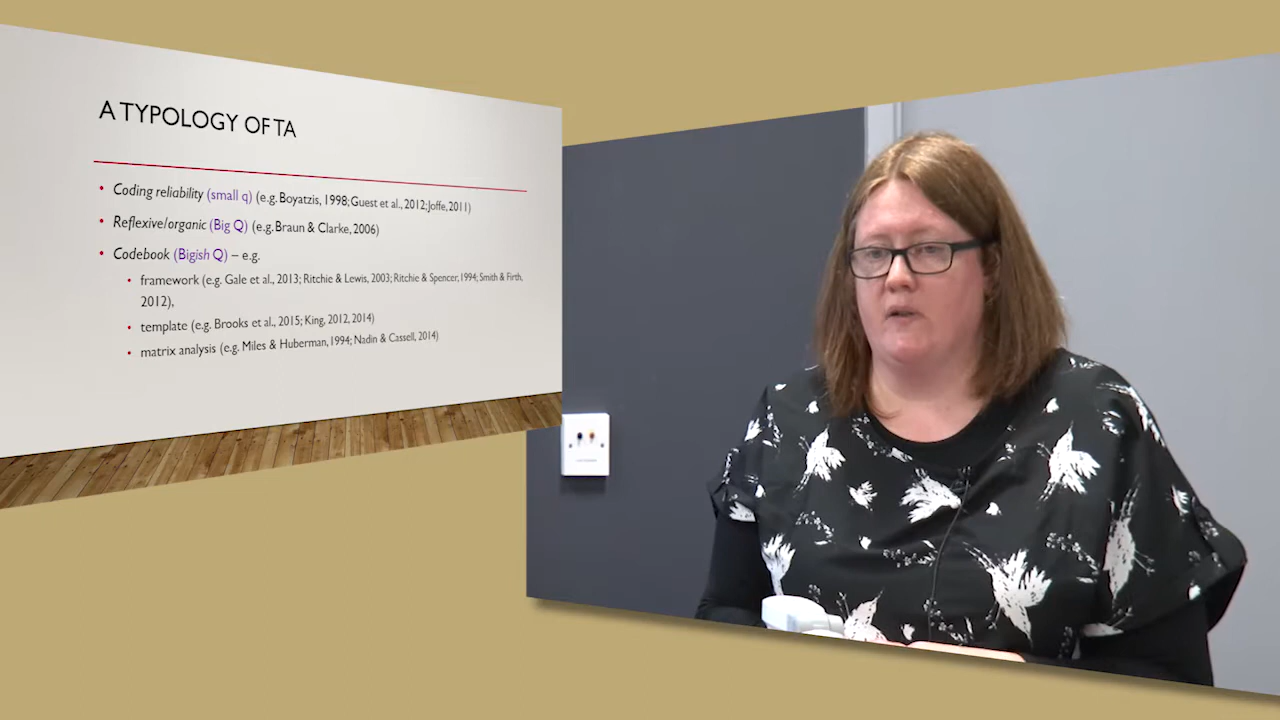 A TYPOLOGY OF TA
• Coding reliability (small q) (e.g. Boyatzis, 1998; Guest et al., 2012; Joffe, 2011)
• Reflexive/organic (Big Q) (e.g. Braun & Clarke, 2006)
• Codebook (Bigish Q) – e.g.
• framework (e.g. Gale et al., 2013; Ritchie & Lewis, 2003; Ritchie & Spencer, 1994; Smith & Firth,
2012),
• template (e.g. Brooks et al., 2015; King, 2012, 2014)
• matrix analysis (e.g. Miles & Huberman, 1994; Nadin & Cassell, 2014)